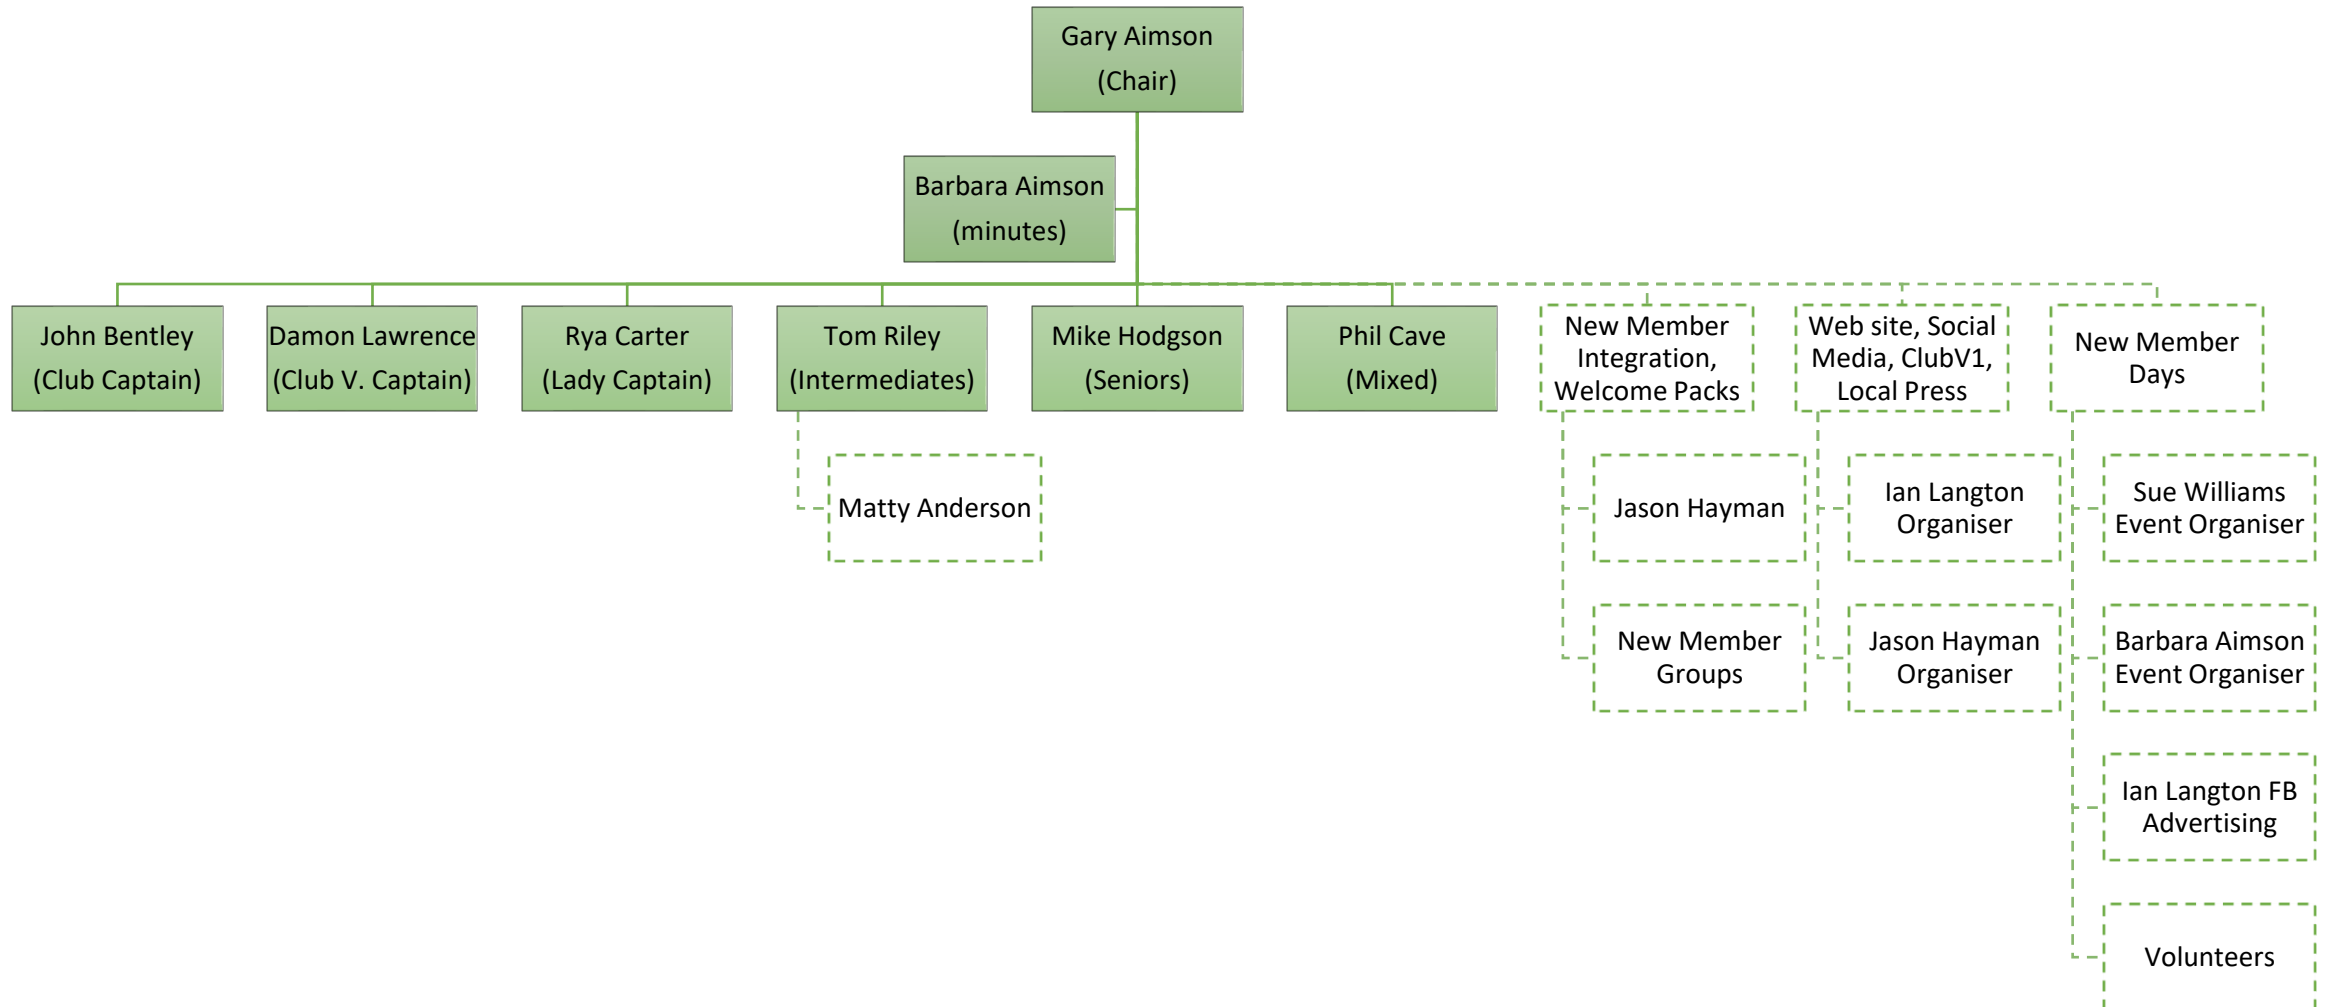 Gary Aimson
(Chair)
Barbara Aimson
(minutes)
John Bentley
(Club Captain)
Damon Lawrence
(Club V. Captain)
Rya Carter
(Lady Captain)
Tom Riley
(Intermediates)
Mike Hodgson
(Seniors)
Phil Cave
(Mixed)
New Member
Integration,
Welcome Packs
Web site, Social
Media, ClubV1,
Local Press
New Member
Days
Matty Anderson
Jason Hayman
Ian Langton
Organiser
Sue Williams
Event Organiser
New Member
Groups
Jason Hayman
Organiser
Barbara Aimson
Event Organiser
Ian Langton FB
Advertising
Volunteers